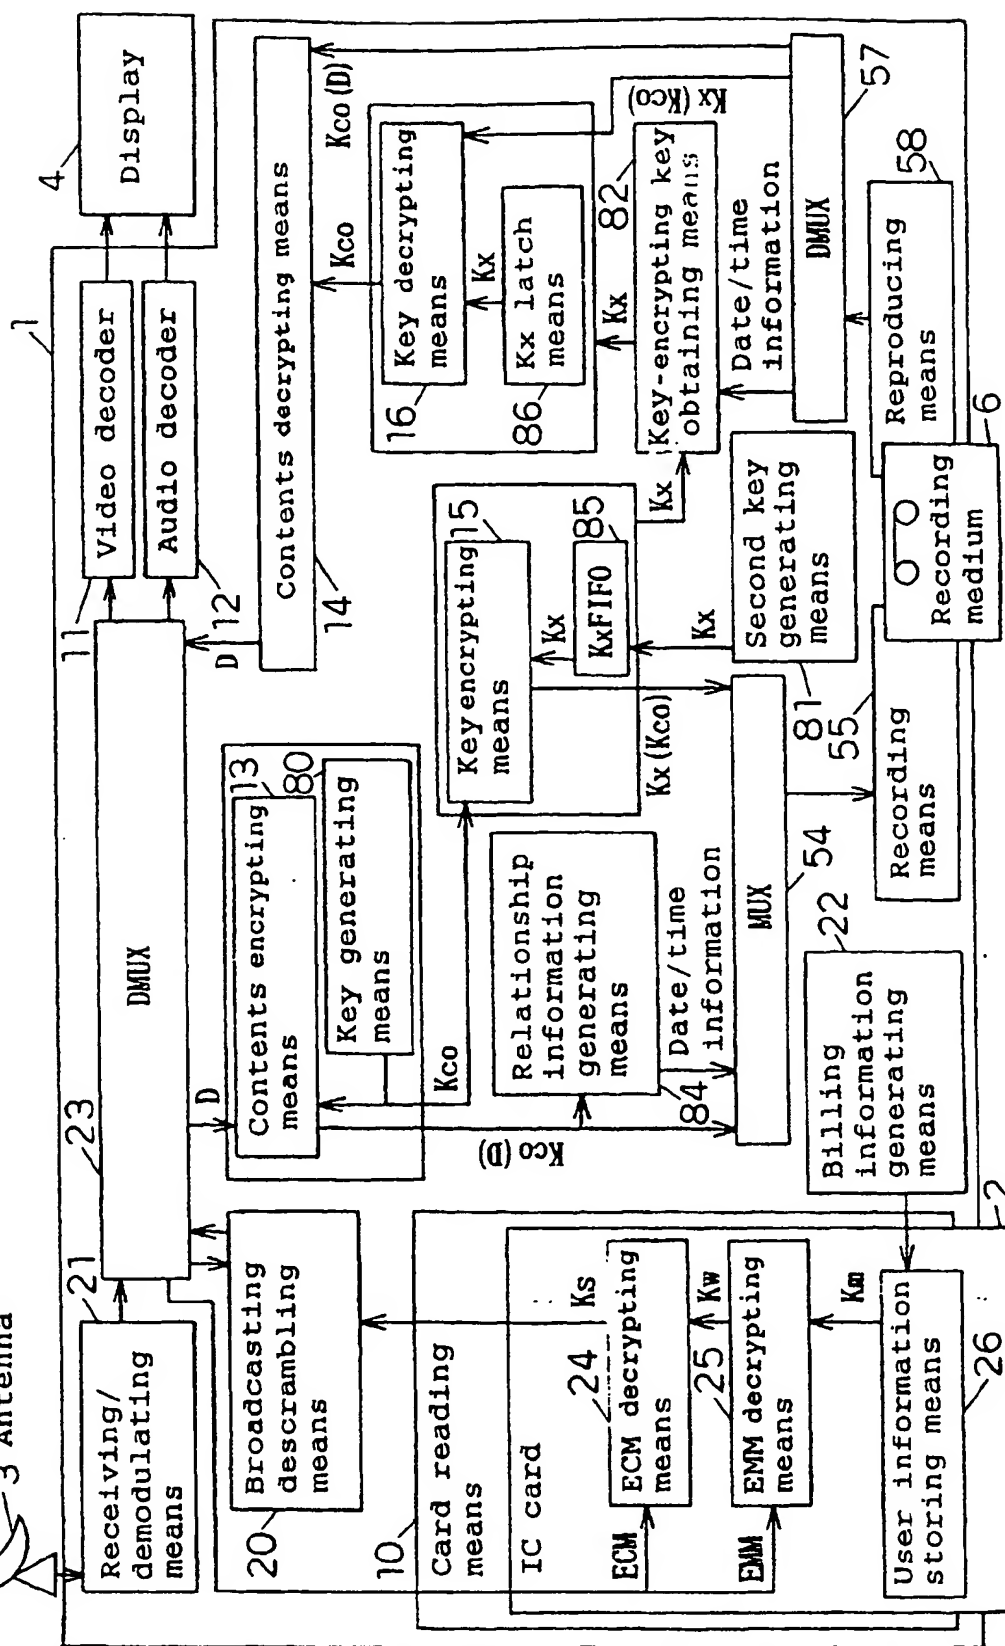 3 Antenna
Receiving/
demodulating
means
21
23
DMUX
11
Video decoder
Audio decoder
12
1
4
Display
20
Broadcasting
descrambling
means
D
Contents encrypting
means
13
80
Key generating
means
Kco
Kco(D)
D
Contents decrypting means
14
Kco
Kco(D)
10
Card reading
means
IC card
2
ECM
24
ECM decrypting
means
Ks
EMM
25
EMM decrypting
means
Kw
Km
User information
storing means
26
Billing
information
generating
means
22
Relationship
information
generating
means
84
Date/time
information
Key encrypting
means
15
Kx
KxFIFO
85
Kx(Kco)
Kx
Kx
Second key
generating
means
81
MUX
54
Recording
means
55
Recording
medium
6
Reproducing
means
58
DMUX
57
Date/time
information
Key-encrypting key
obtaining means
82
Kx
Kx(Kco)
Key decrypting
means
16
Kx
Kx latch
means
86